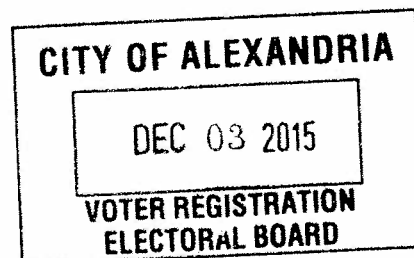 CITY OF ALEXANDRIA
DEC 03 2015
VOTER REGISTRATION
ELECTORAL BOARD